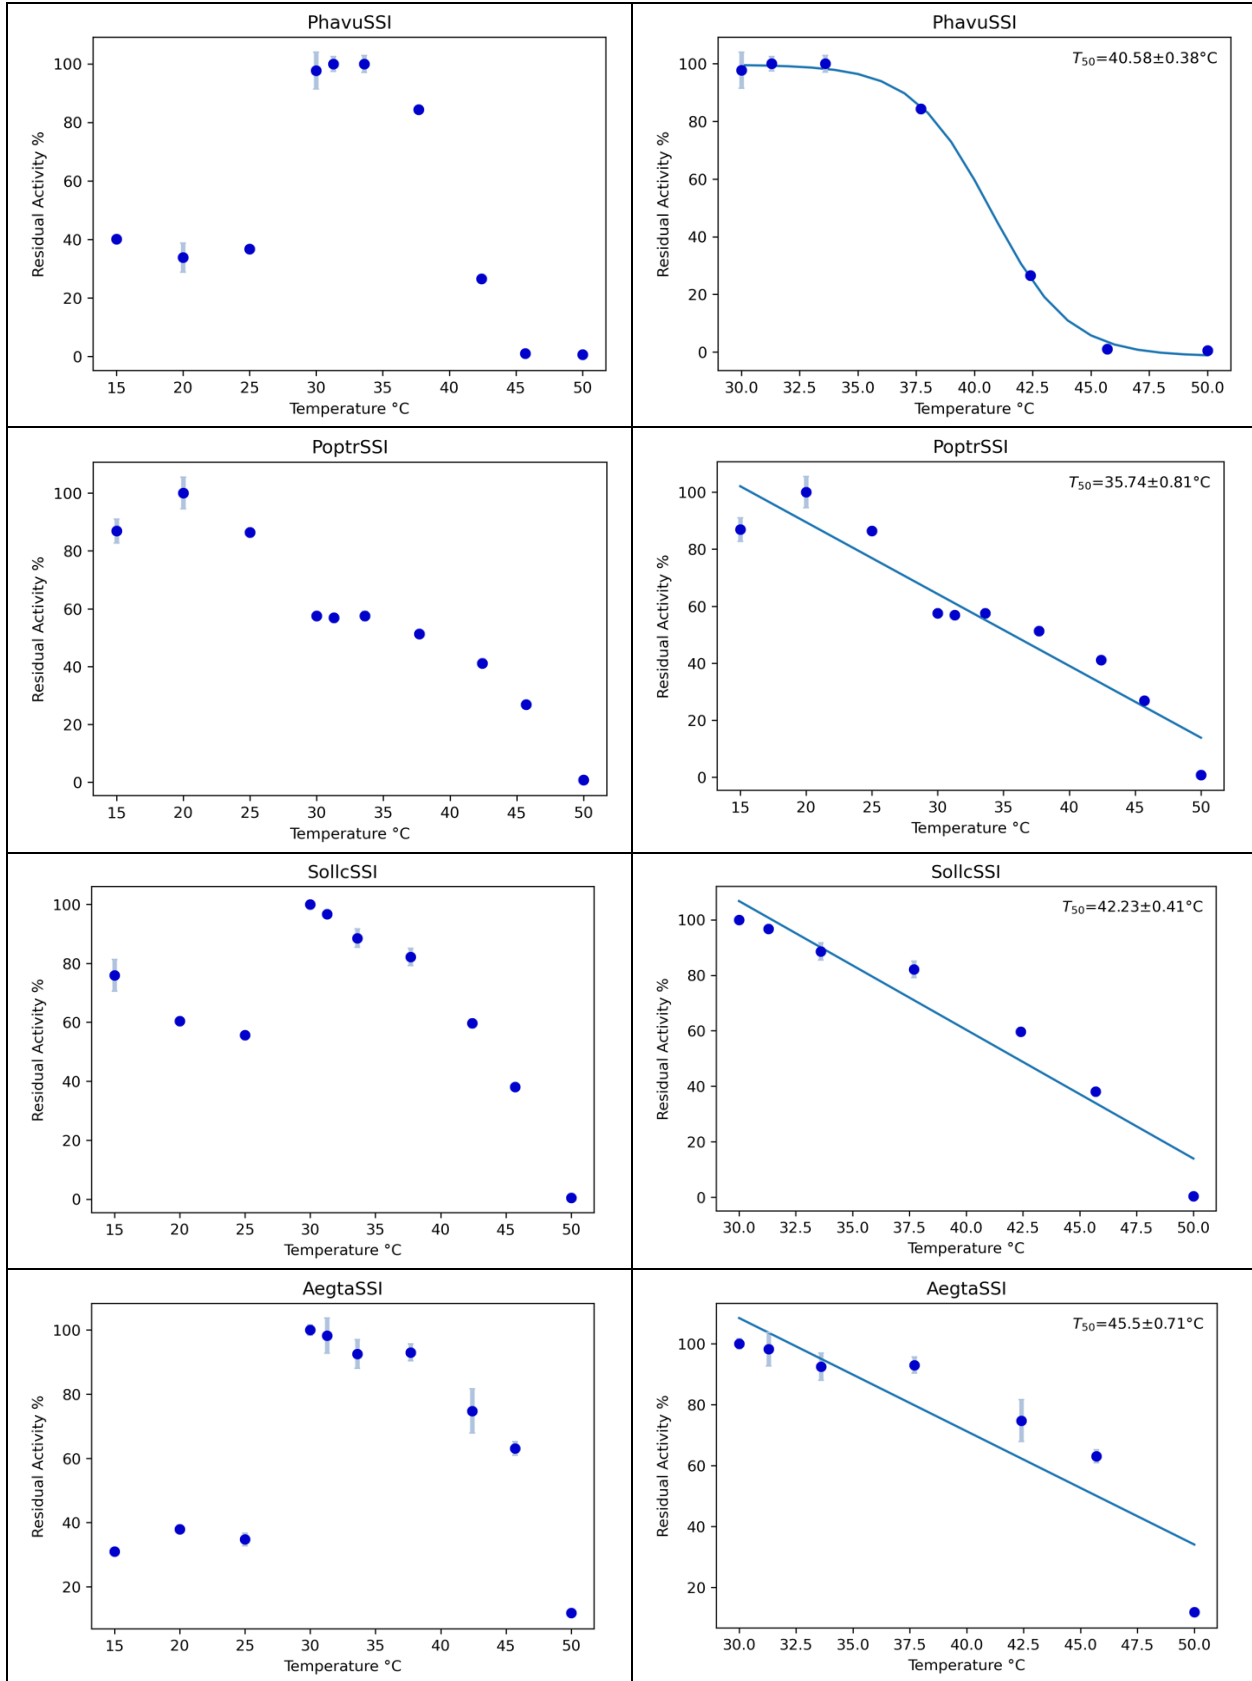 PhavuSSI
Residual Activity %
100
80
60
40
20
0
15 20 25 30 35 40 45 50
Temperature °C
PhavuSSI
T50=40.58±0.38°C
Residual Activity %
100
80
60
40
20
0
30.0 32.5 35.0 37.5 40.0 42.5 45.0 47.5 50.0
Temperature °C
PoptrSSI
Residual Activity %
100
80
60
40
20
0
15 20 25 30 35 40 45 50
Temperature °C
PoptrSSI
T50=35.74±0.81°C
Residual Activity %
100
80
60
40
20
0
15 20 25 30 35 40 45 50
Temperature °C
SollcSSI
Residual Activity %
100
80
60
40
20
0
15 20 25 30 35 40 45 50
Temperature °C
SollcSSI
T50=42.23±0.41°C
Residual Activity %
100
80
60
40
20
0
30.0 32.5 35.0 37.5 40.0 42.5 45.0 47.5 50.0
Temperature °C
AegtaSSI
Residual Activity %
100
80
60
40
20
15 20 25 30 35 40 45 50
Temperature °C
AegtaSSI
T50=45.5±0.71°C
Residual Activity %
100
80
60
40
20
30.0 32.5 35.0 37.5 40.0 42.5 45.0 47.5 50.0
Temperature °C